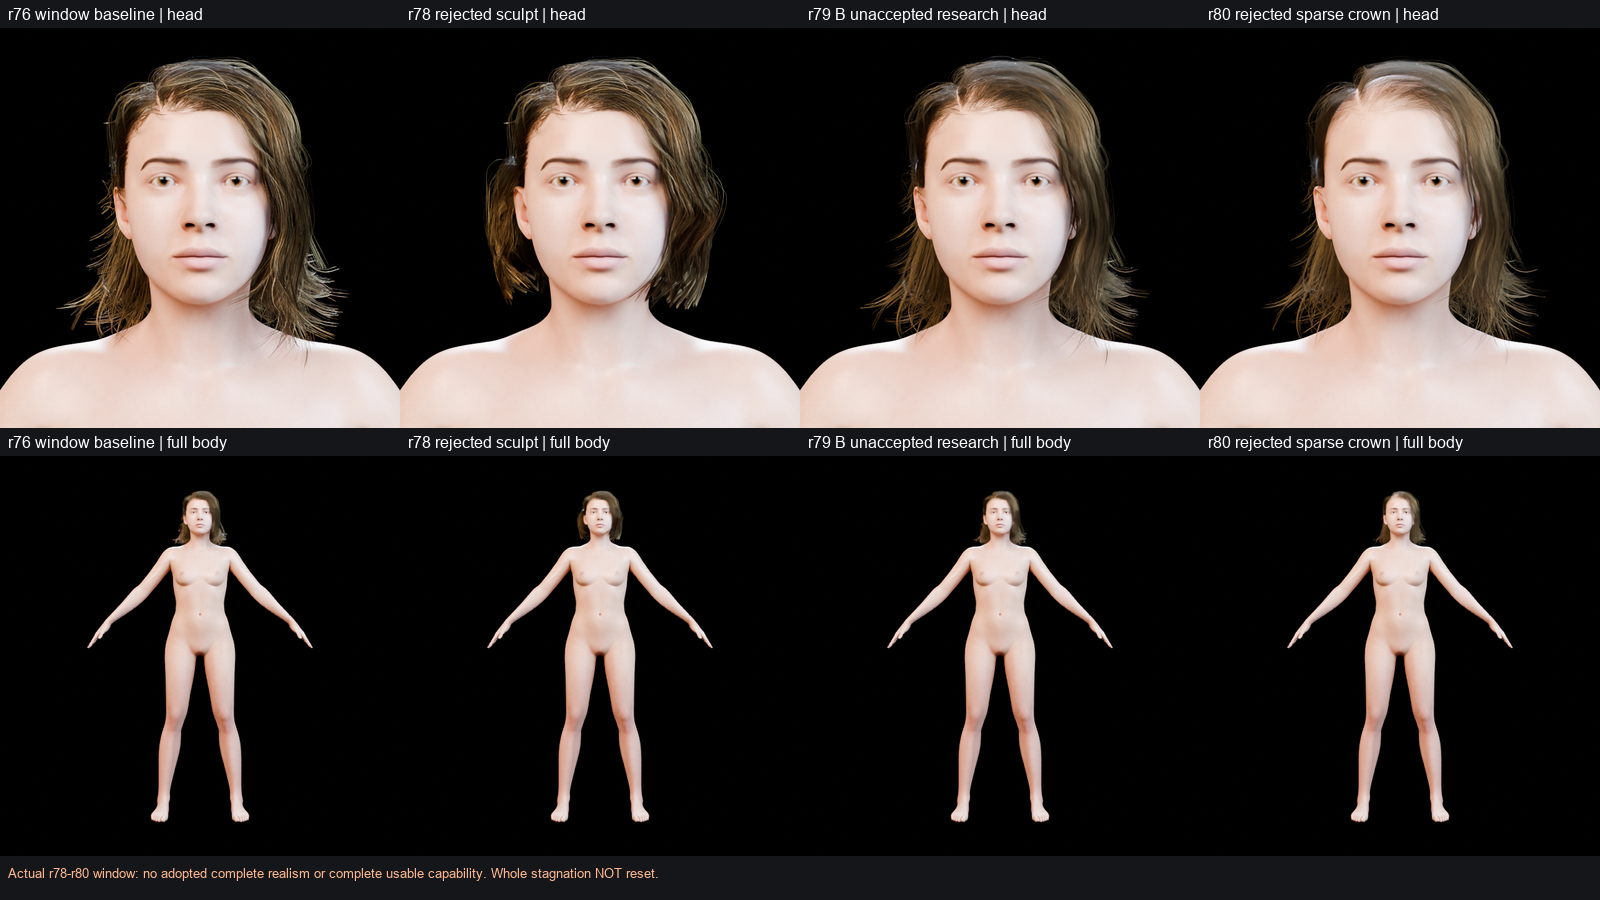 r76 window baseline | head
r78 rejected sculpt | head
r79 B unaccepted research | head
r80 rejected sparse crown | head
r76 window baseline | full body
r78 rejected sculpt | full body
r79 B unaccepted research | full body
r80 rejected sparse crown | full body
Actual r78-r80 window: no adopted complete realism or complete usable capability. Whole stagnation NOT reset.